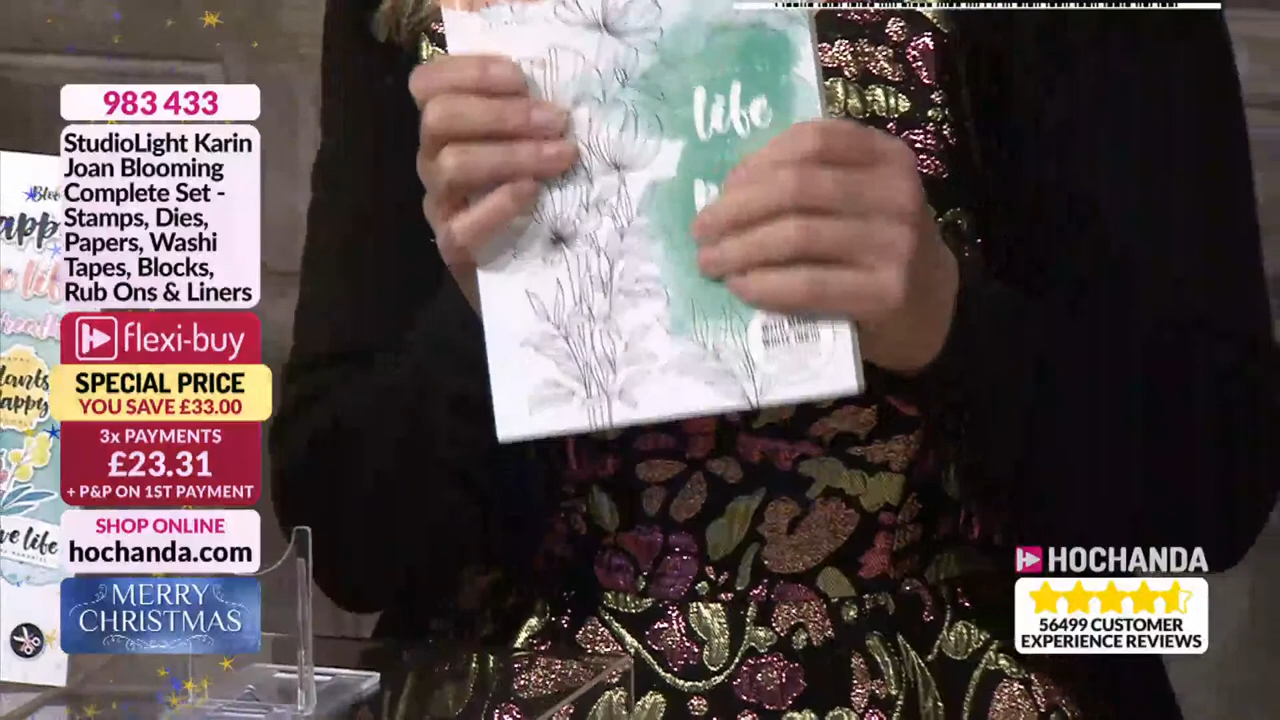 983 433
StudioLight Karin
Joan Blooming
Complete Set -
Stamps, Dies,
Papers, Washi
Tapes, Blocks,
Rub Ons & Liners
flexi-buy
SPECIAL PRICE
YOU SAVE £33.00
3x PAYMENTS
£23.31
+ P&P ON 1ST PAYMENT
SHOP ONLINE
hochanda.com
MERRY
CHRISTMAS
life
HOCHANDA
56499 CUSTOMER
EXPERIENCE REVIEWS